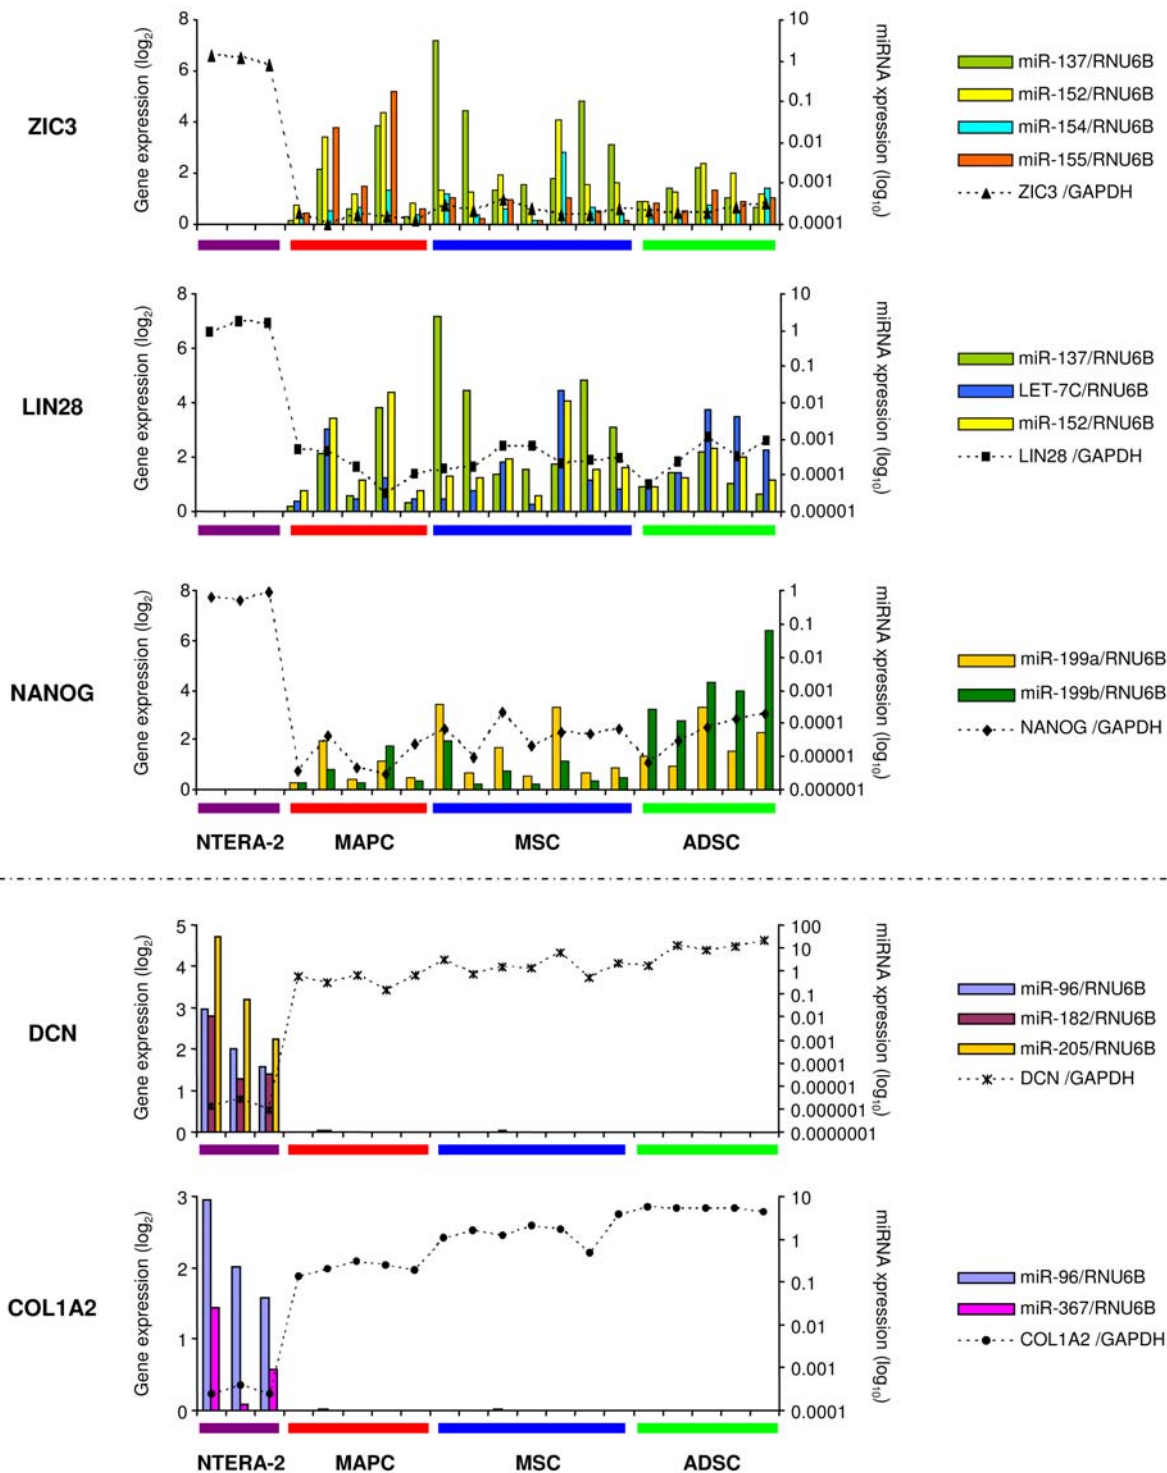 ZIC3
Gene expression (log2)
8
6
4
2
0
10
1
0.1
0.01
0.001
0.0001
miRNA xpression (log10)
miR-137/RNU6B
miR-152/RNU6B
miR-154/RNU6B
miR-155/RNU6B
ZIC3 /GAPDH
LIN28
Gene expression (log2)
8
6
4
2
0
10
1
0.1
0.01
0.001
0.0001
0.00001
miRNA xpression (log10)
miR-137/RNU6B
LET-7C/RNU6B
miR-152/RNU6B
LIN28 /GAPDH
NANOG
Gene expression (log2)
8
6
4
2
0
1
0.1
0.01
0.001
0.0001
0.00001
0.000001
miRNA xpression (log10)
miR-199a/RNU6B
miR-199b/RNU6B
NANOG /GAPDH
NTERA-2 MAPC MSC ADSC
DCN
Gene expression (log2)
5
4
3
2
1
0
100
10
1
0.1
0.01
0.001
0.0001
0.00001
0.000001
0.0000001
miRNA xpression (log10)
miR-96/RNU6B
miR-182/RNU6B
miR-205/RNU6B
DCN /GAPDH
COL1A2
Gene expression (log2)
3
2
1
0
10
1
0.1
0.01
0.001
0.0001
miRNA xpression (log10)
miR-96/RNU6B
miR-367/RNU6B
COL1A2 /GAPDH
NTERA-2 MAPC MSC ADSC